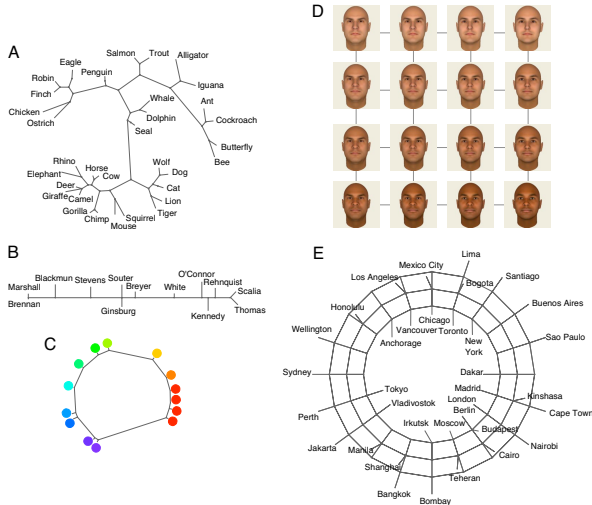 A
Salmon
Trout
Alligator
Eagle
Penguin
Robin
Finch
Iguana
Chicken
Ostrich
Whale
Dolphin
Seal
Ant
Cockroach
Butterfly
Bee
Rhino
Elephant
Horse
Cow
Deer
Giraffe
Camel
Gorilla
Chimp
Mouse
Squirrel
Wolf
Dog
Cat
Lion
Tiger
B
Marshall
Blackmun
Stevens
Souter
Breyer
White
O'Connor
Rehnquist
Scalia
Brennan
Ginsburg
Kennedy
Thomas
C
D
E
Lima
Mexico City
Los Angeles
Bogota
Santiago
Honolulu
Buenos Aires
Chicago
Vancouver
Toronto
Wellington
Anchorage
New
York
Sao Paulo
Sydney
Dakar
Tokyo
Madrid
London
Kinshasa
Vladivostok
Berlin
Cape Town
Perth
Irkutsk
Moscow
Budapest
Jakarta
Manila
Nairobi
Shanghai
Cairo
Teheran
Bangkok
Bombay